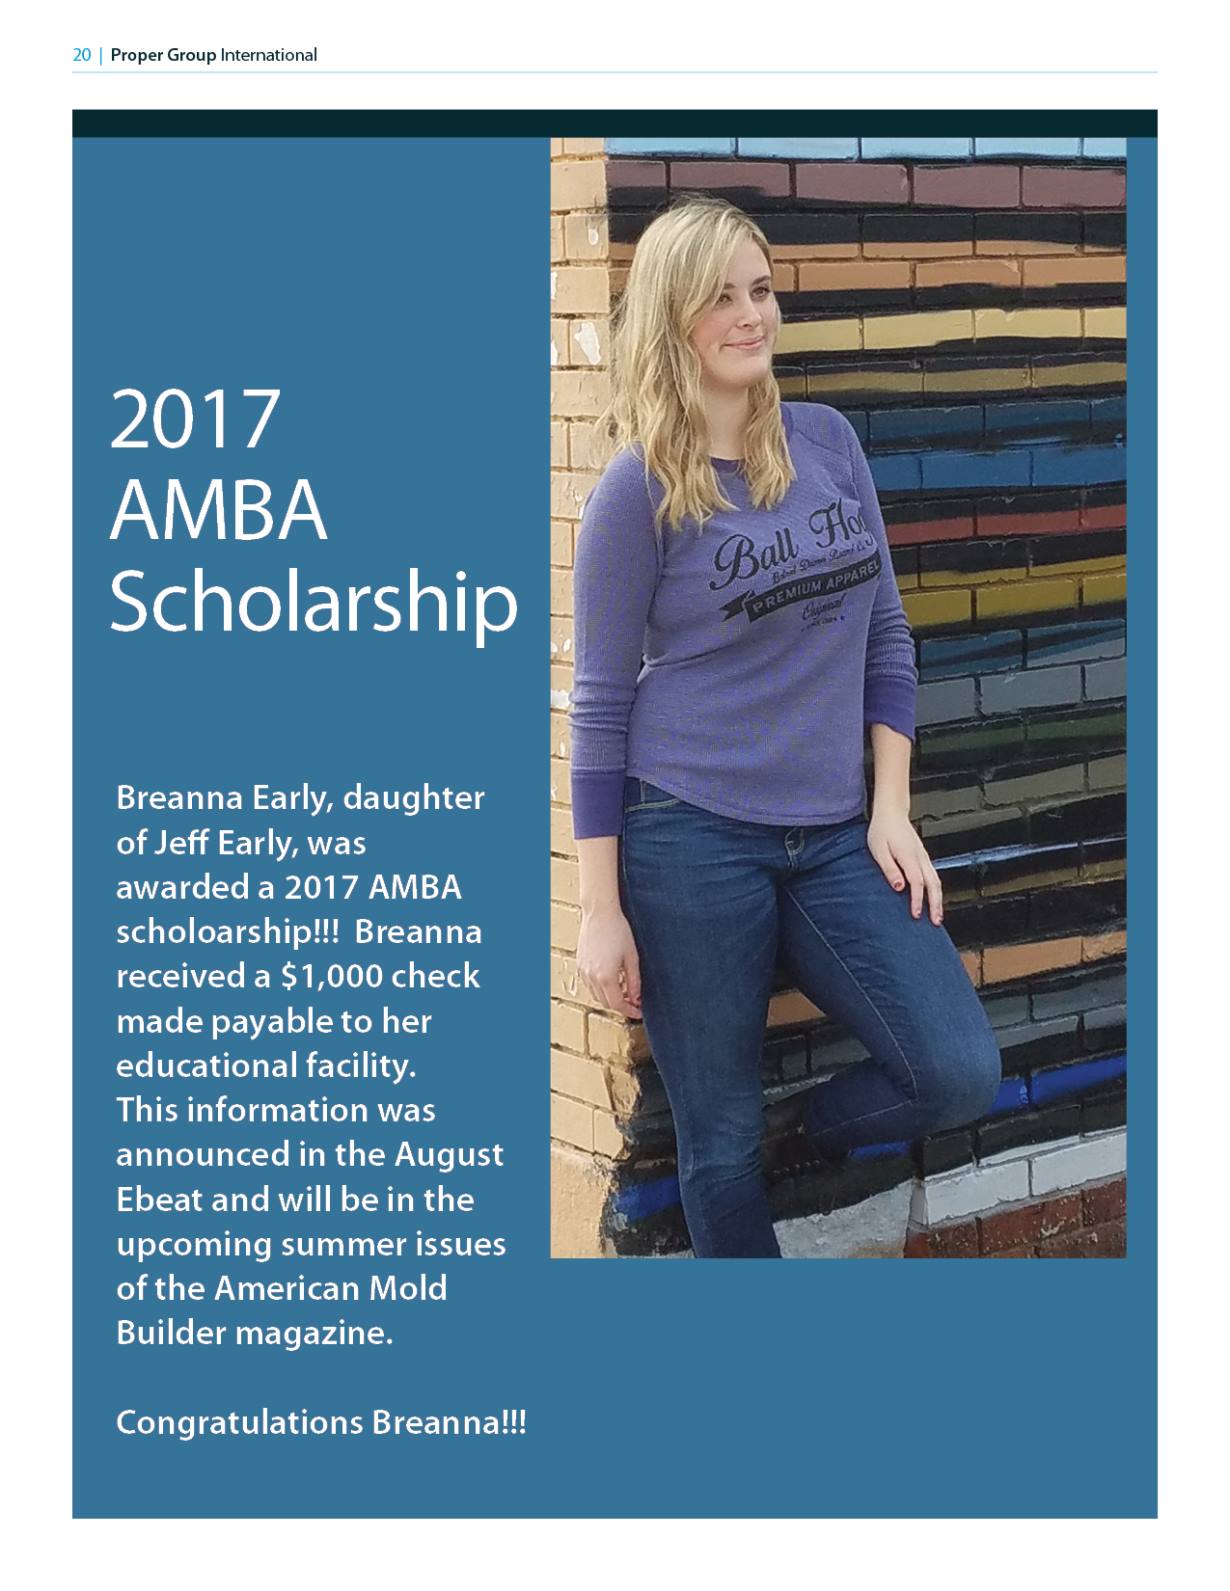 20 | Proper Group International
2017
AMBA
Scholarship
Breanna Early, daughter
of Jeff Early, was
awarded a 2017 AMBA
scholoarship!!! Breanna
received a $1,000 check
made payable to her
educational facility.
This information was
announced in the August
Ebeat and will be in the
upcoming summer issues
of the American Mold
Builder magazine.
Congratulations Breanna!!!
Ball Hog
PREMIUM APPAREL
Original